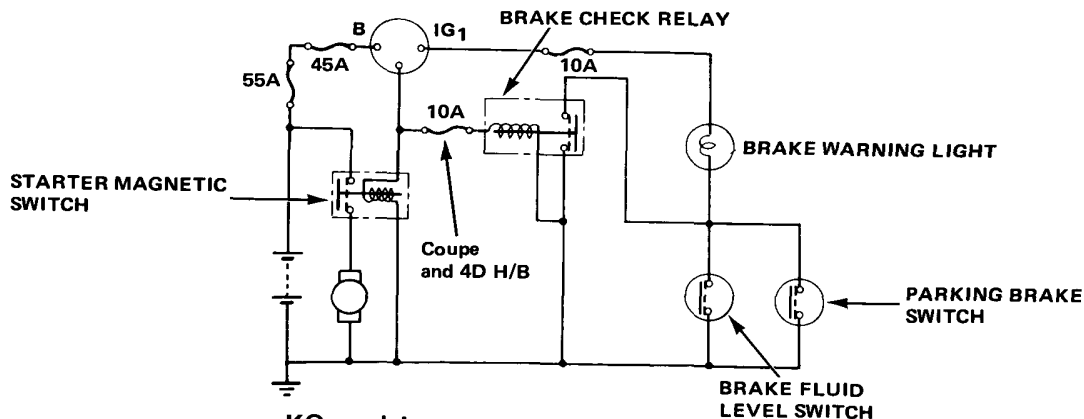 BRAKE CHECK RELAY
B
IG1
45A
10A
55A
10A
BRAKE WARNING LIGHT
STARTER MAGNETIC
SWITCH
Coupe
and 4D H/B
PARKING BRAKE
SWITCH
BRAKE FLUID
LEVEL SWITCH